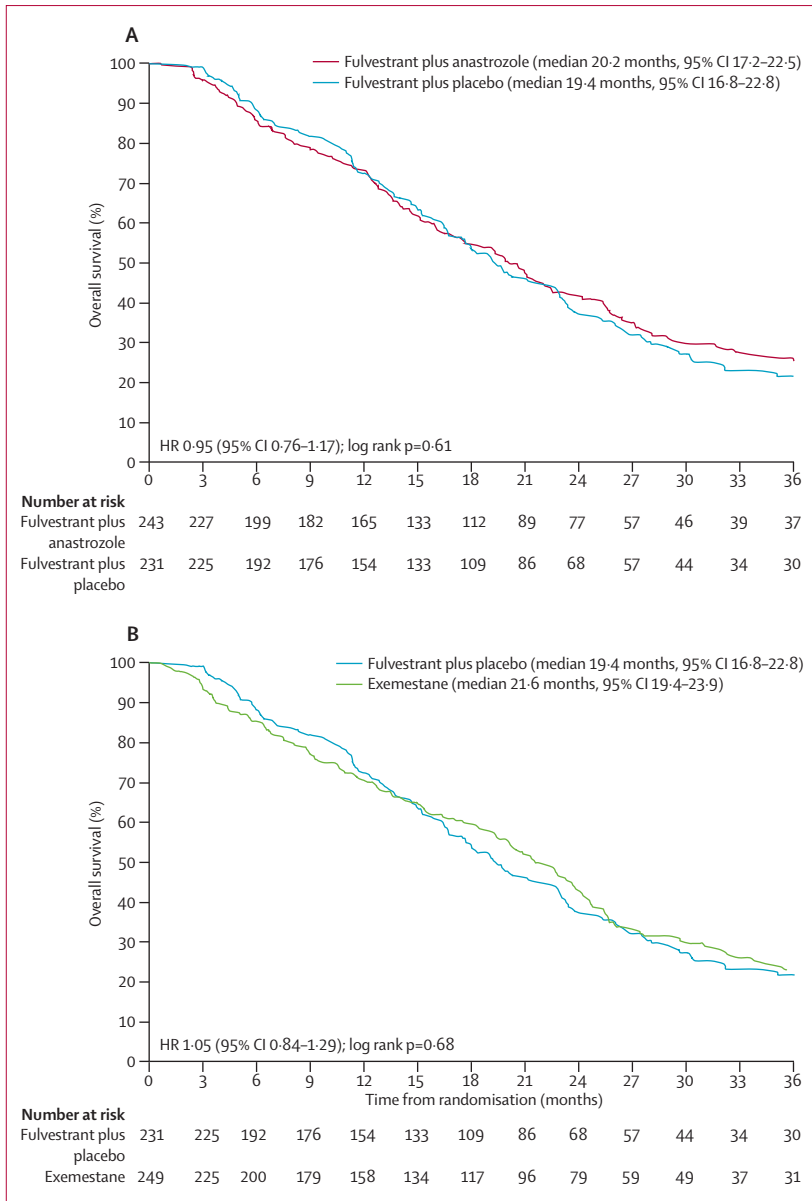 A
Fulvestrant plus anastrozole (median 20·2 months, 95% CI 17·2–22·5)
Fulvestrant plus placebo (median 19·4 months, 95% CI 16·8–22·8)
100
90
80
70
60
50
40
30
20
10
0
Overall survival (%)
HR 0·95 (95% CI 0·76–1·17); log rank p=0·61
0 3 6 9 12 15 18 21 24 27 30 33 36
Number at risk
Fulvestrant plus
anastrozole
243 227 199 182 165 133 112 89 77 57 46 39 37
Fulvestrant plus
placebo
231 225 192 176 154 133 109 86 68 57 44 34 30
B
Fulvestrant plus placebo (median 19·4 months, 95% CI 16·8–22·8)
Exemestane (median 21·6 months, 95% CI 19·4–23·9)
100
90
80
70
60
50
40
30
20
10
0
Overall survival (%)
HR 1·05 (95% CI 0·84–1·29); log rank p=0·68
0 3 6 9 12 15 18 21 24 27 30 33 36
Time from randomisation (months)
Number at risk
Fulvestrant plus
placebo
231 225 192 176 154 133 109 86 68 57 44 34 30
Exemestane 249 225 200 179 158 134 117 96 79 59 49 37 31